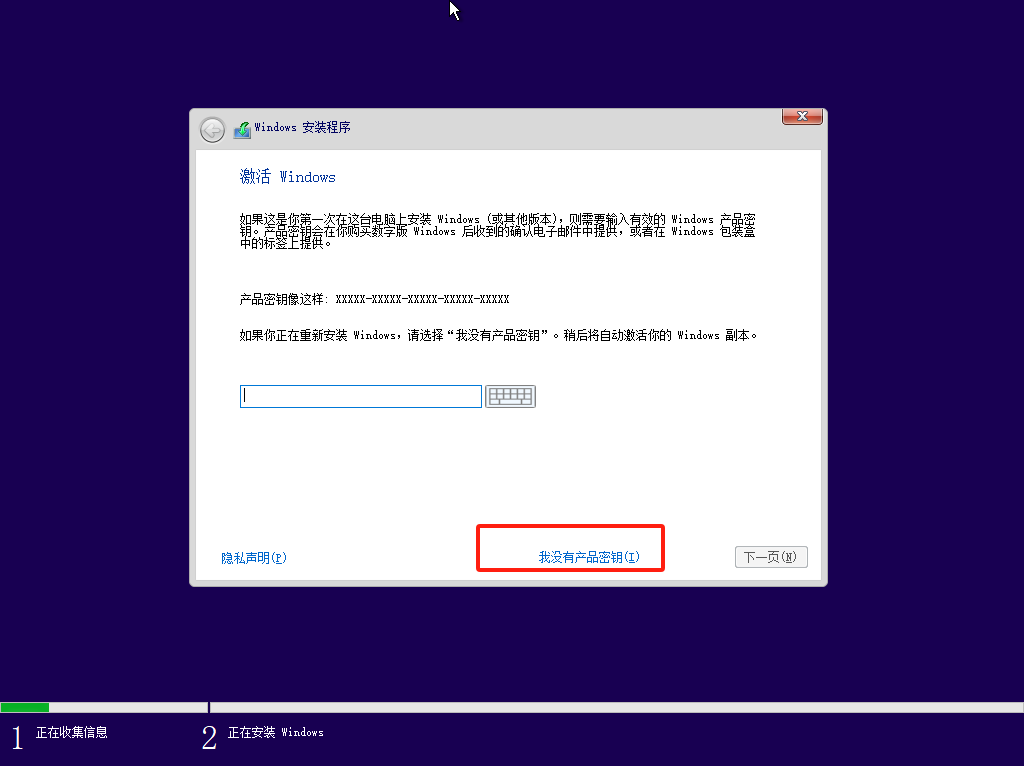 Windows 安装程序
激活 Windows
如果这是你第一次在这台电脑上安装 Windows (或其他版本)，则需要输入有效的 Windows 产品密
钥。产品密钥会在你购买数字版 Windows 后收到的确认电子邮件中提供，或者在 Windows 包装盒
中的标签上提供。
产品密钥像这样: XXXXX-XXXXX-XXXXX-XXXXX-XXXXX
如果你正在重新安装 Windows，请选择“我没有产品密钥”。稍后将自动激活你的 Windows 副本。
隐私声明(P)
我没有产品密钥(I)
下一页(N)
1 正在收集信息
2 正在安装 Windows